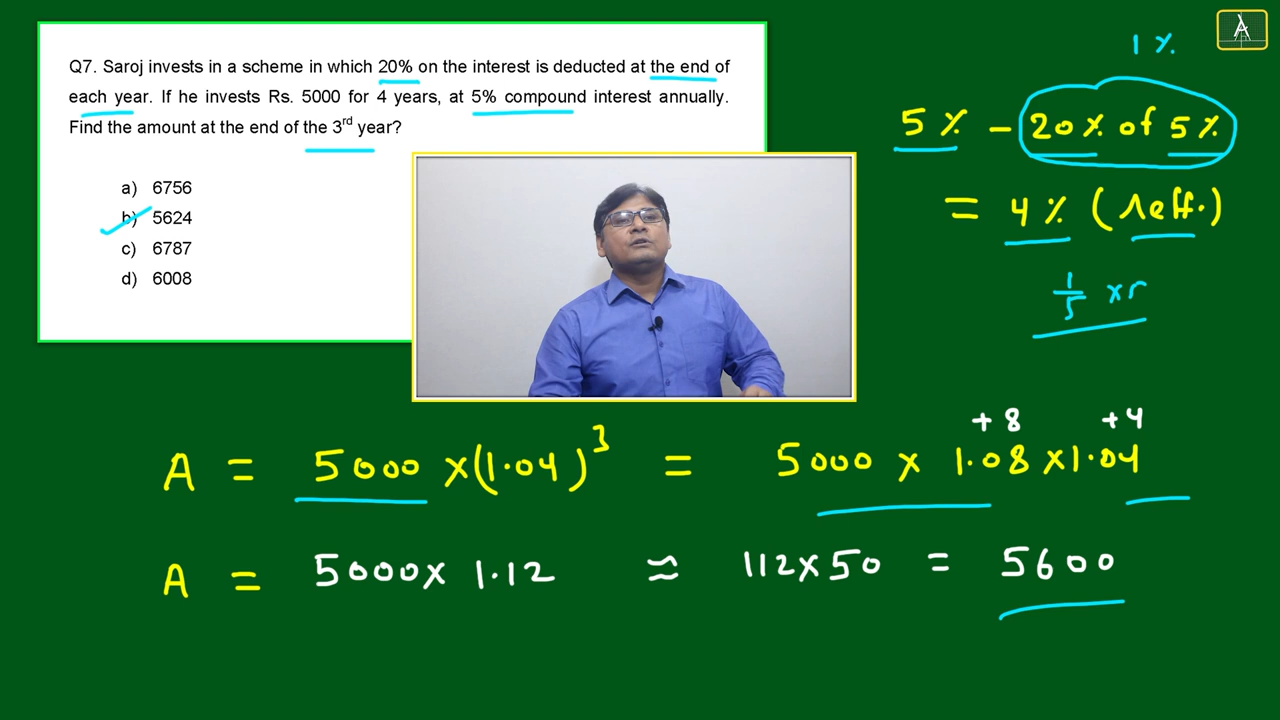 Q7. Saroj invests in a scheme in which 20% on the interest is deducted at the end of
each year. If he invests Rs. 5000 for 4 years, at 5% compound interest annually.
Find the amount at the end of the 3rd year?
a) 6756
b) 5624
c) 6787
d) 6008
1 %
5 % - 20% of 5%
= 4% (r eff.)
1/5 x r
+8 +4
A = 5000 x (1.04)^3 = 5000 x 1.08 x 1.04
A = 5000 x 1.12 ≈ 112 x 50 = 5600